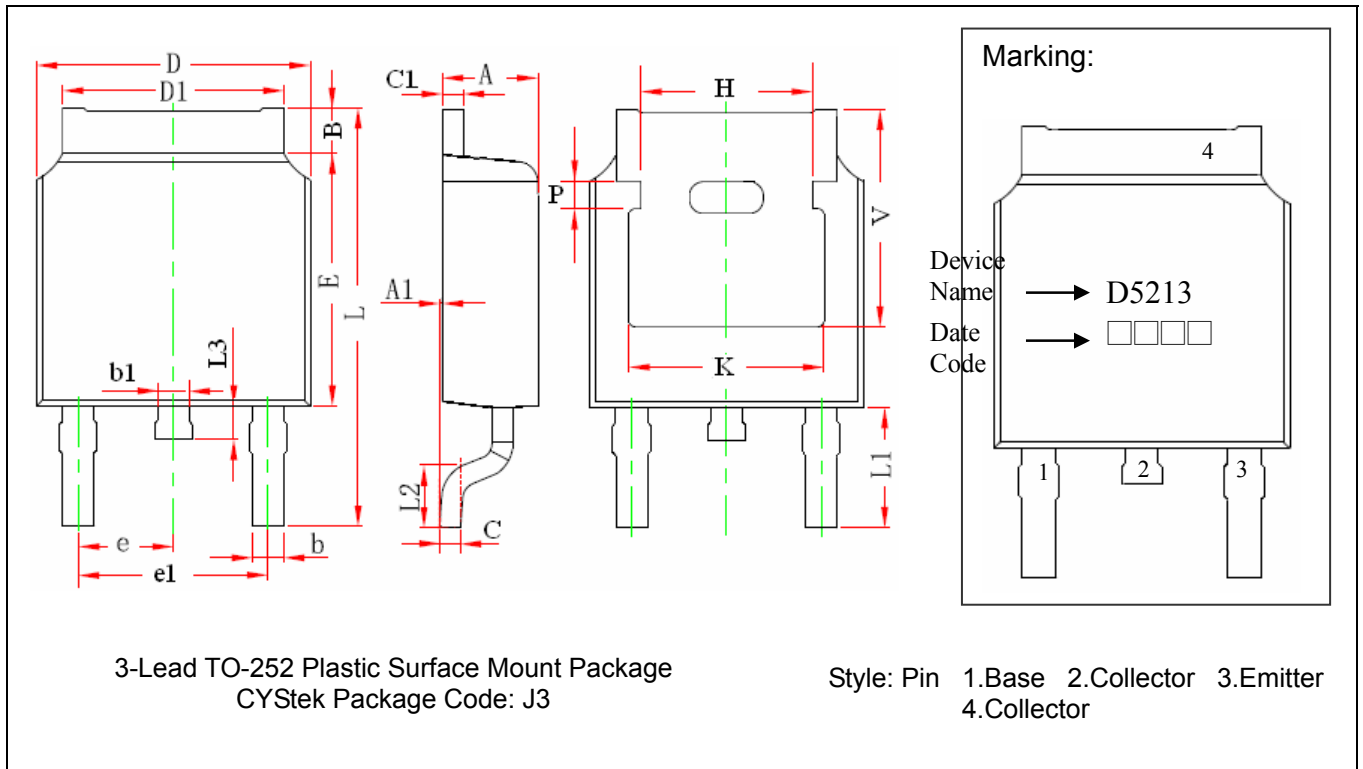 D
D1
B
E
L
L3
b1
e
b
e1
C1
A
A1
L2
C
H
P
V
K
L1
Marking:
4
Device
Name
D5213
Date
Code
□□□□
1
2
3
3-Lead TO-252 Plastic Surface Mount Package
CYStek Package Code: J3
Style: Pin 1.Base 2.Collector 3.Emitter
4.Collector